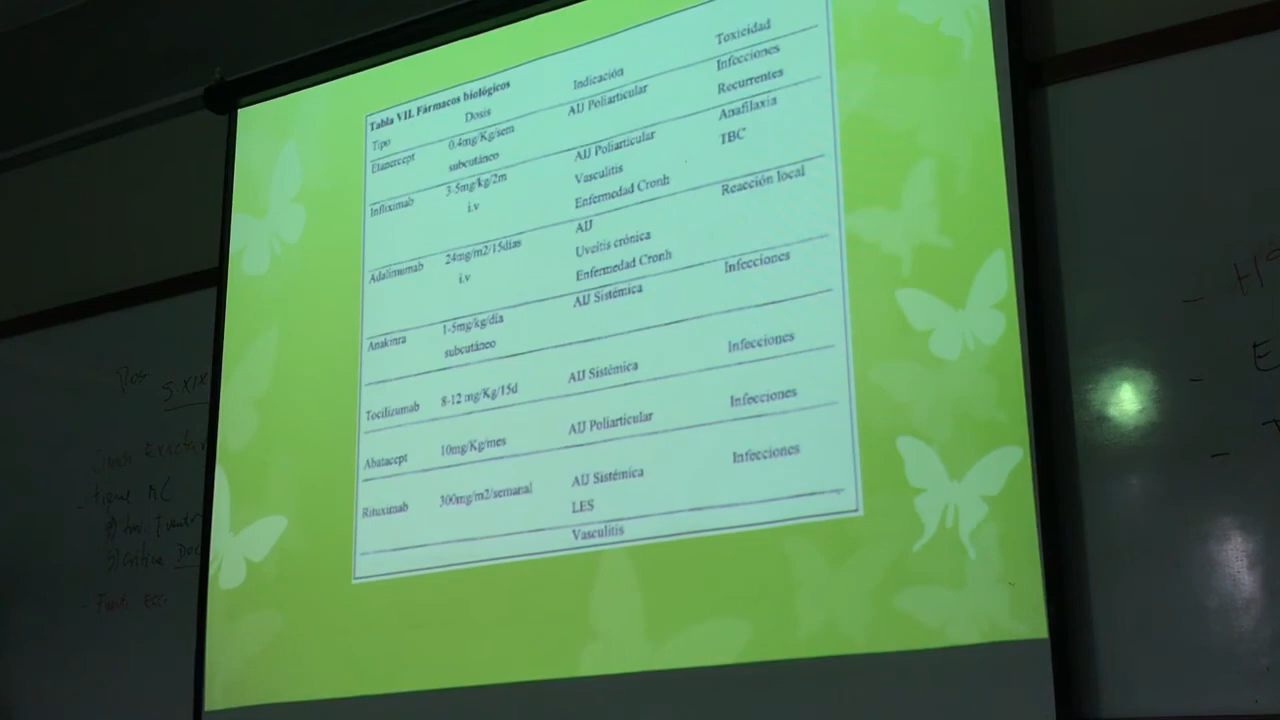 Tabla VII. Fármacos biológicos
Tipo Dosis Indicación Toxicidad
Etanercept 0.4mg/Kg/sem AIJ Poliarticular Infecciones
subcutáneo Recurrentes
Infliximab 3-5mg/kg/2m AIJ Poliarticular Anafilaxia
i.v Vasculitis TBC
Enfermedad Cronh
Adalimumab 24mg/m2/15días AIJ Reacción local
i.v Uveítis crónica
Enfermedad Cronh
Anakinra 1-5mg/kg/día AIJ Sistémica Infecciones
subcutáneo
Tocilizumab 8-12 mg/Kg/15d AIJ Sistémica Infecciones
Abatacept 10mg/Kg/mes AIJ Poliarticular Infecciones
Rituximab 300mg/m2/semanal AIJ Sistémica Infecciones
LES
Vasculitis
S. XIX